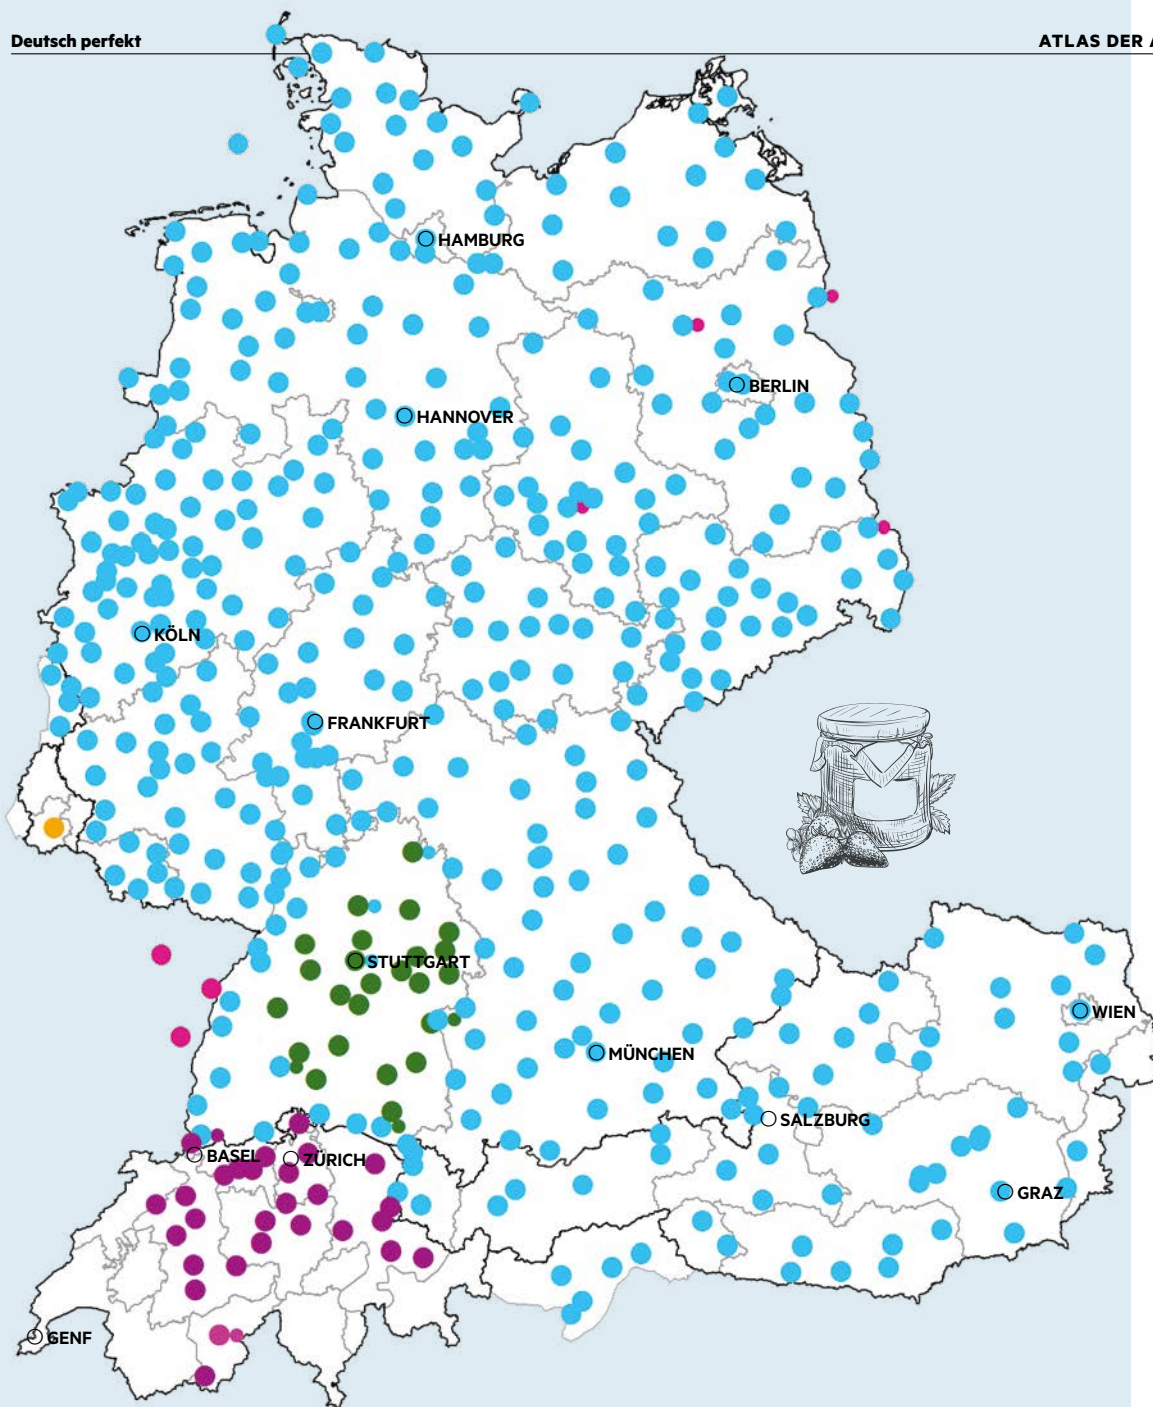 Deutsch perfekt
ATLAS DER A
HAMBURG
BERLIN
HANNOVER
KÖLN
FRANKFURT
STUTTGART
WIEN
MÜNCHEN
SALZBURG
BASEL
ZÜRICH
GRAZ
GENF